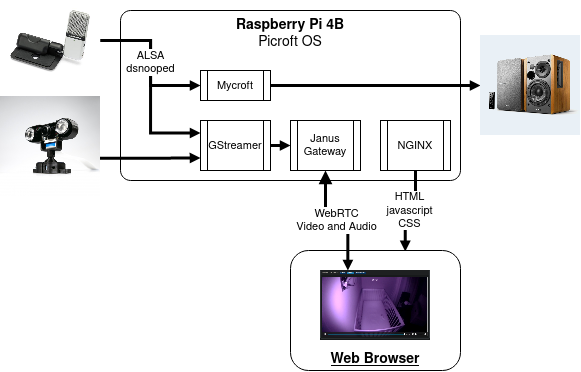 Raspberry Pi 4B
Picroft OS
ALSA
dsnooped
Mycroft
GStreamer
Janus
Gateway
NGINX
WebRTC
Video and Audio
HTML
javascript
CSS
Web Browser